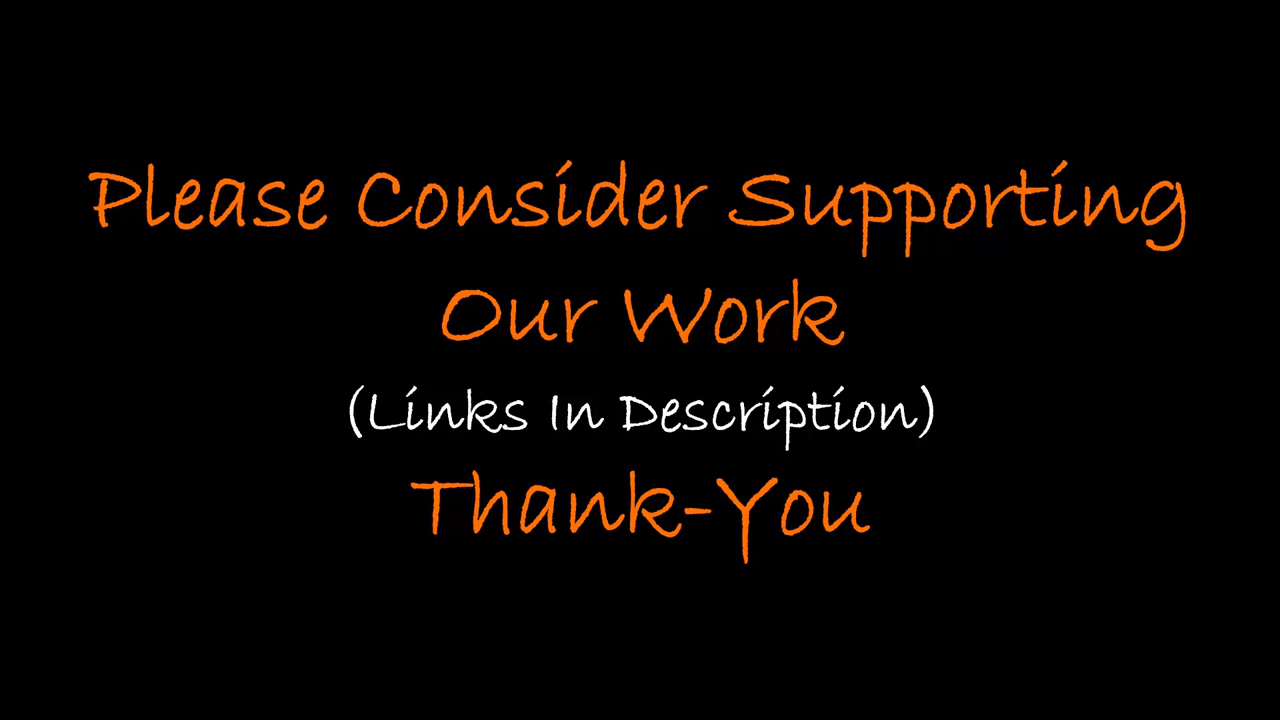 Please Consider Supporting
Our Work
(Links In Description)
Thank-You